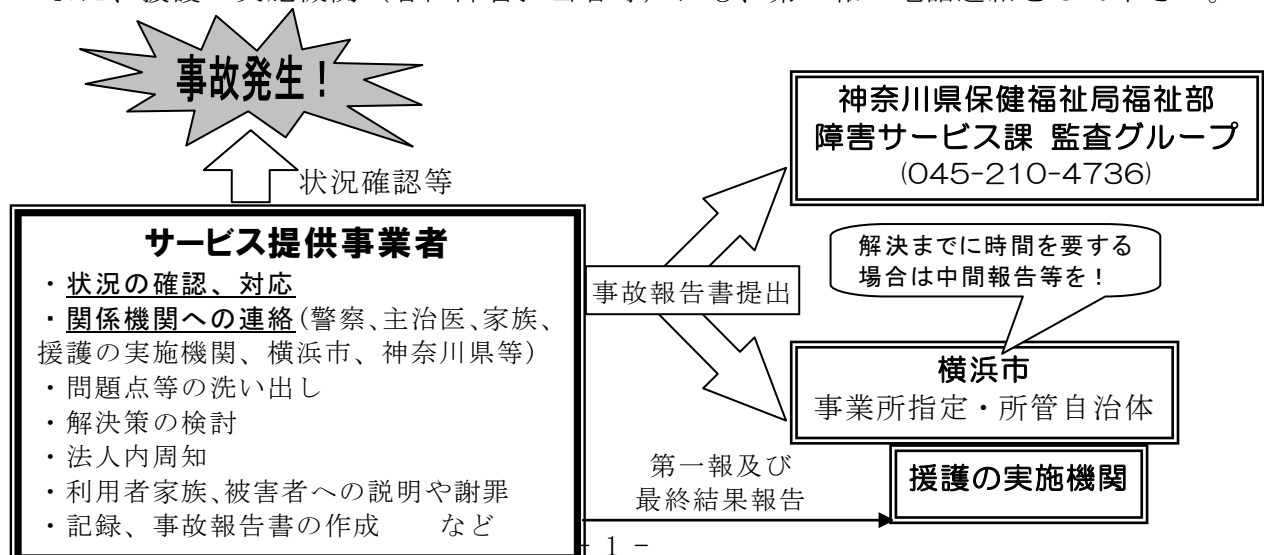 事故発生！
状況確認等
神奈川県保健福祉局福祉部
障害サービス課 監査グループ
(045-210-4736)
サービス提供事業者
・状況の確認、対応
・関係機関への連絡(警察、主治医、家族、
援護の実施機関、横浜市、神奈川県等)
・問題点等の洗い出し
・解決策の検討
・法人内周知
・利用者家族、被害者への説明や謝罪
・記録、事故報告書の作成　　など
事故報告書提出
解決までに時間を要する
場合は中間報告等を！
横浜市
事業所指定・所管自治体
第一報及び
最終結果報告
援護の実施機関
- 1 -